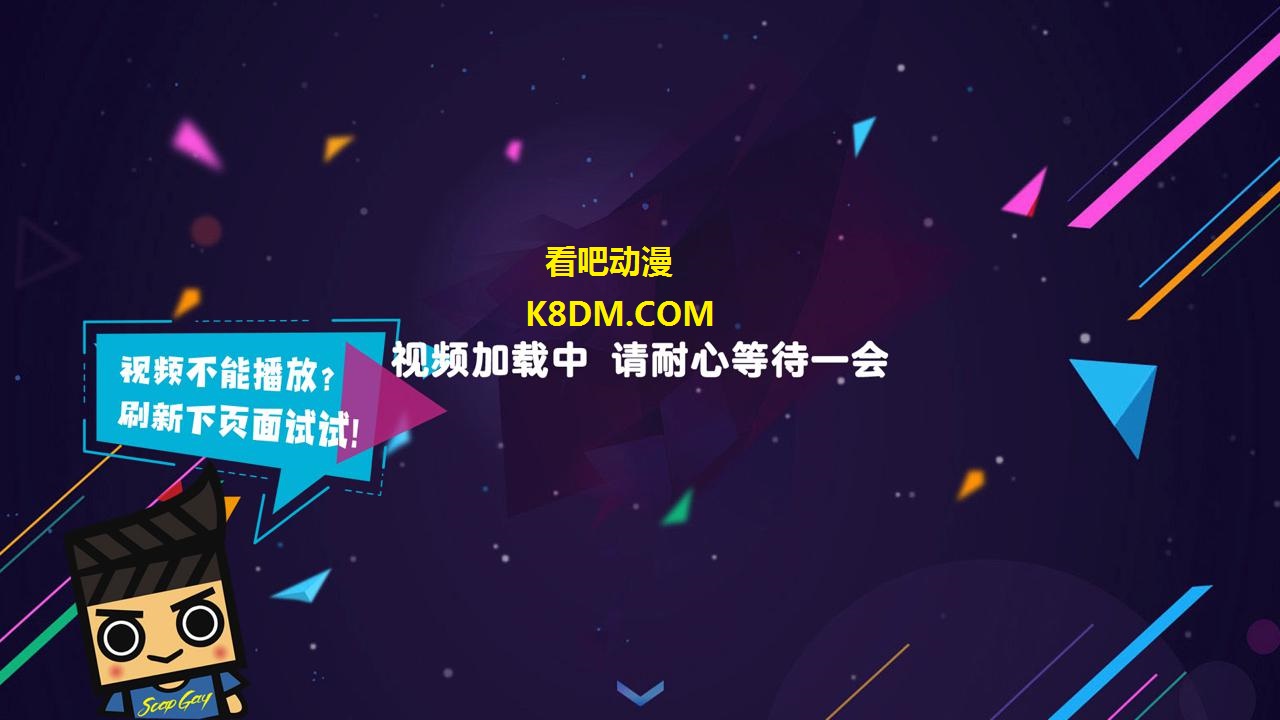 看吧动漫
K8DM.COM
视频加载中 请耐心等待一会
视频不能播放?
刷新下页面试试!
Soap Gay